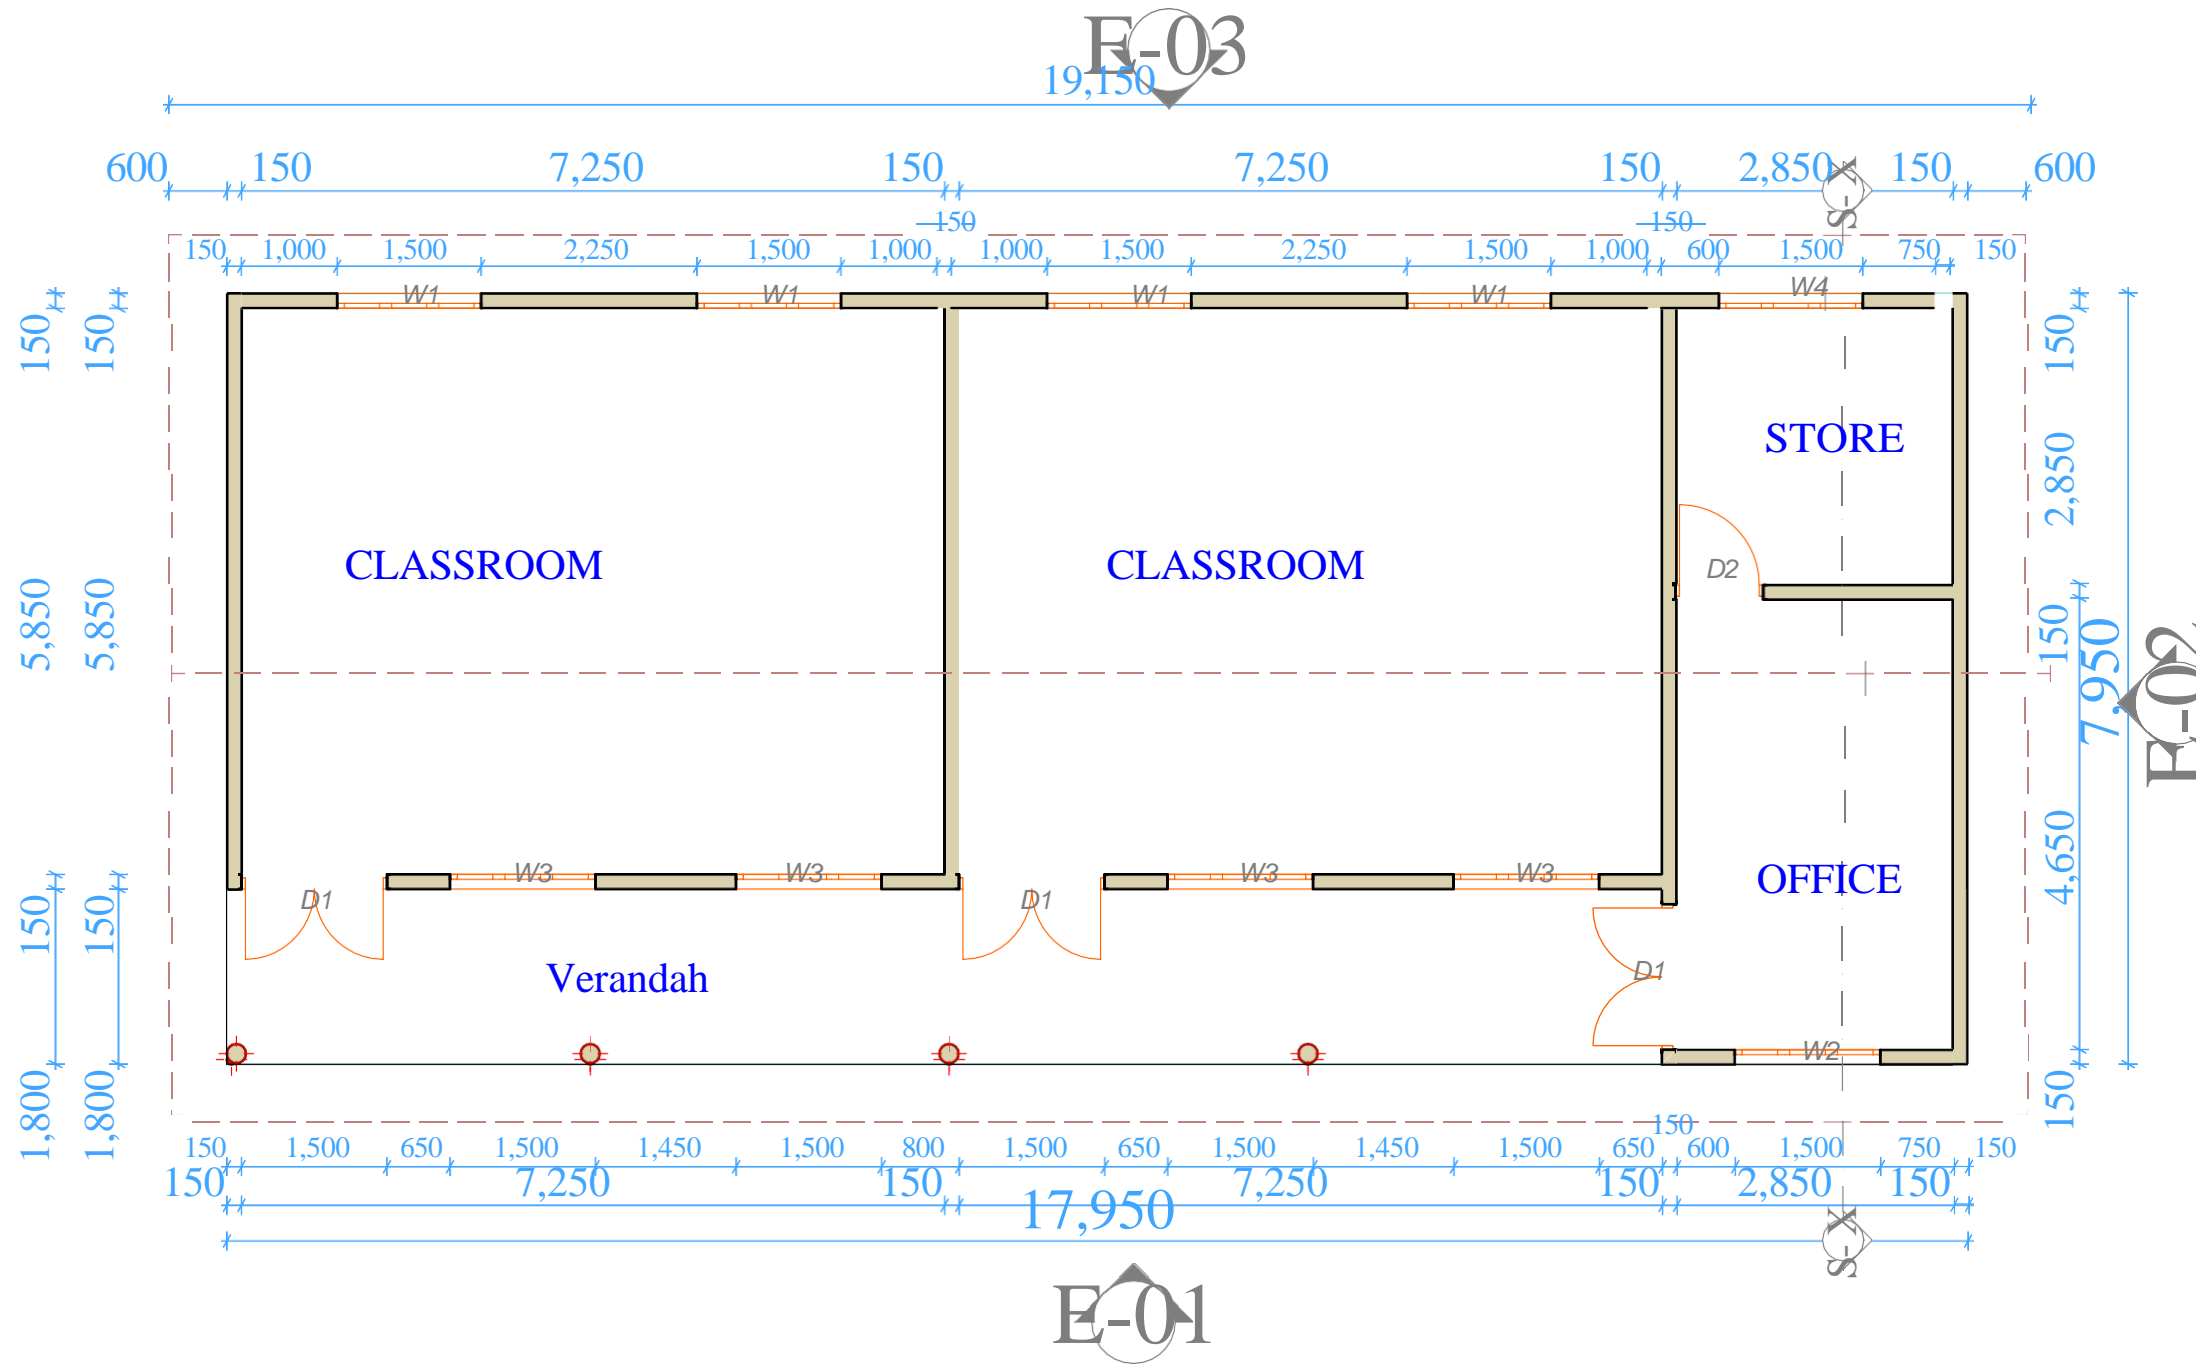 E-03
19,150
600 150 7,250 150 7,250 150 2,850 150 600
S-X
150 150
150 1,000 1,500 2,250 1,500 1,000 1,000 1,500 2,250 1,500 1,000 600 1,500 750 150
W1 W1 W1 W1 W4
150 150 150
STORE
2,850
CLASSROOM CLASSROOM D2
5,850 5,850 150
7,950
E-02
W3 W3 W3 W3
OFFICE
4,650
D1 D1
150 150
Verandah D1
W2
1,800 1,800 150
150
150 1,500 650 1,500 1,450 1,500 800 1,500 650 1,500 1,450 1,500 650 600 1,500 750 150
150 7,250 150 7,250 150 2,850 150
17,950
S-X
E-01